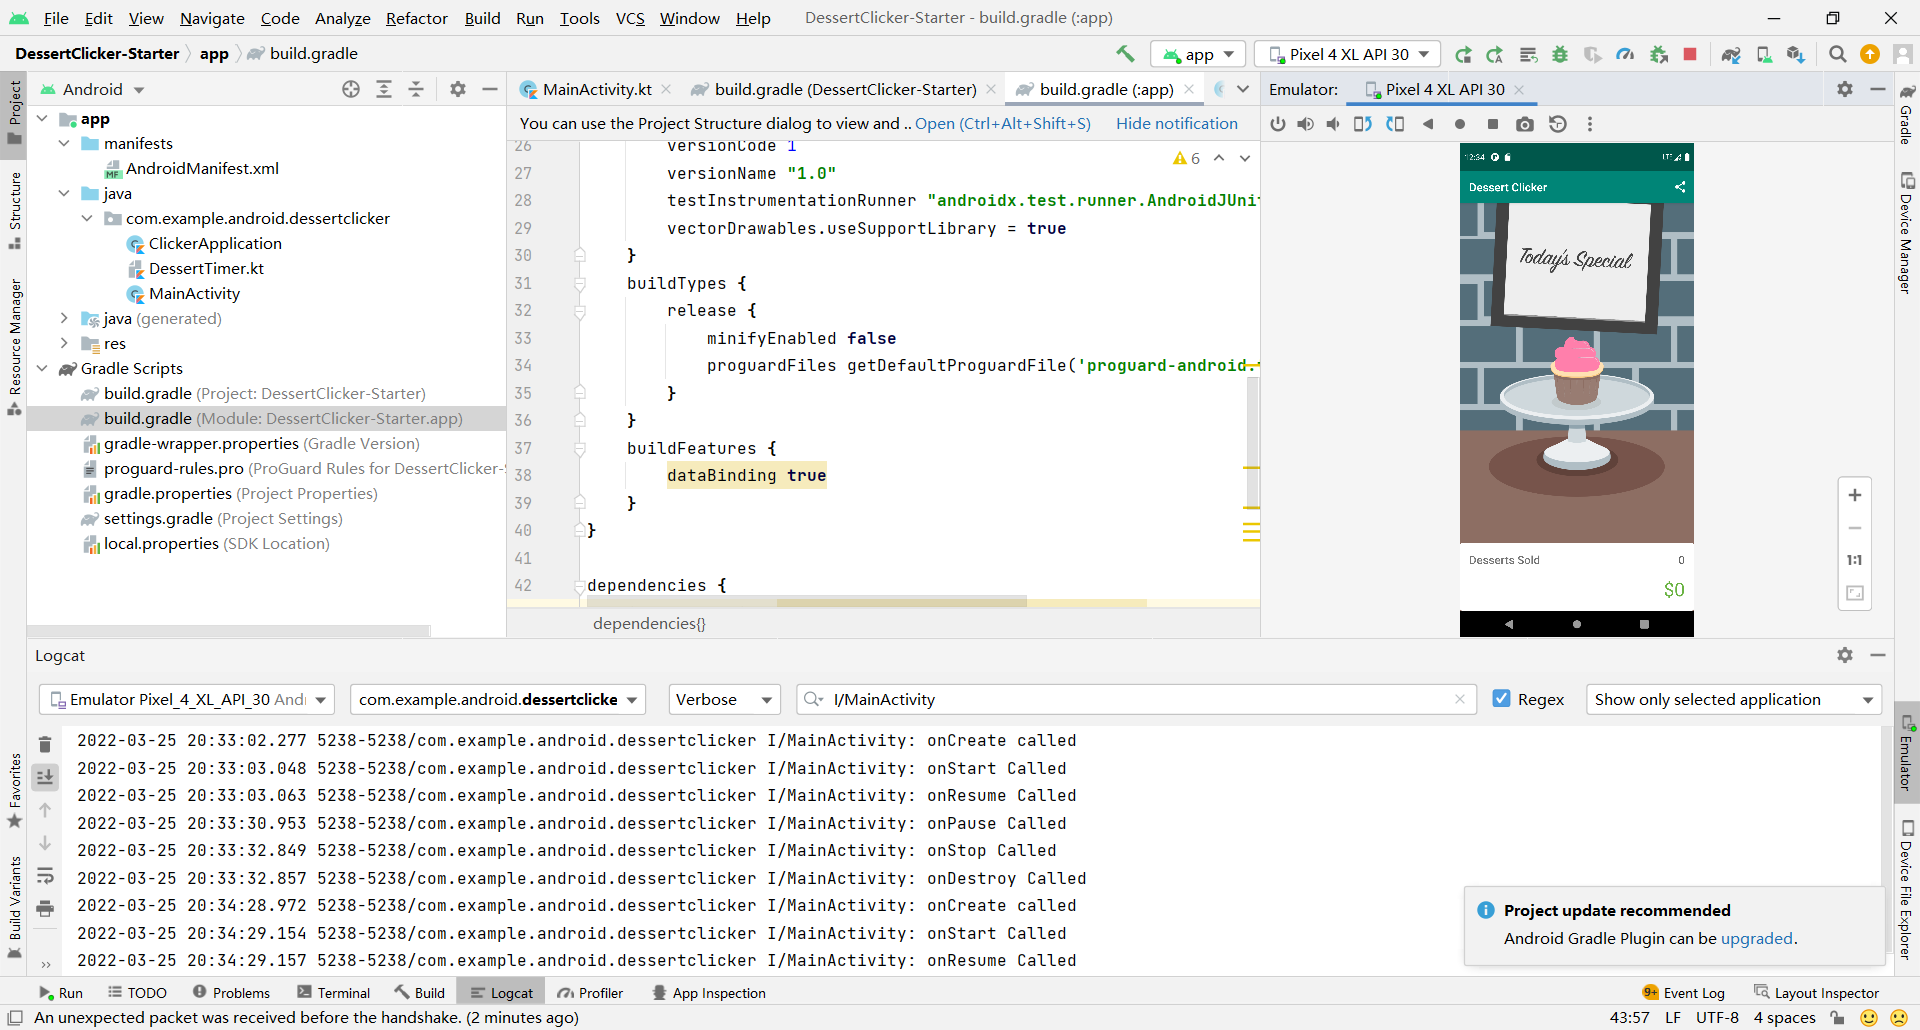 File Edit View Navigate Code Analyze Refactor Build Run Tools VCS Window Help DessertClicker-Starter - build.gradle (:app)
DessertClicker-Starter app build.gradle
app
Pixel 4 XL API 30
Project
Structure
Resource Manager
Favorites
Build Variants
Android
app
manifests
AndroidManifest.xml
java
com.example.android.dessertclicker
ClickerApplication
DessertTimer.kt
MainActivity
java (generated)
res
Gradle Scripts
build.gradle (Project: DessertClicker-Starter)
build.gradle (Module: DessertClicker-Starter.app)
gradle-wrapper.properties (Gradle Version)
proguard-rules.pro (ProGuard Rules for DessertClicker-
gradle.properties (Project Properties)
settings.gradle (Project Settings)
local.properties (SDK Location)
MainActivity.kt build.gradle (DessertClicker-Starter) build.gradle (:app)
You can use the Project Structure dialog to view and .. Open (Ctrl+Alt+Shift+S) Hide notification
6
26 versionCode 1
27 versionName "1.0"
28 testInstrumentationRunner "androidx.test.runner.AndroidJUni
29 vectorDrawables.useSupportLibrary = true
30 }
31 buildTypes {
32 release {
33 minifyEnabled false
34 proguardFiles getDefaultProguardFile('proguard-android.
35 }
36 }
37 buildFeatures {
38 dataBinding true
39 }
40 }
41
42 dependencies {
dependencies{}
Emulator: Pixel 4 XL API 30
12:34 LTE
Dessert Clicker
Today's Special
Desserts Sold 0
$0
1:1
Gradle
Device Manager
Emulator
Device File Explorer
Logcat
Emulator Pixel_4_XL_API_30 Andr com.example.android.dessertclicke Verbose I/MainActivity Regex Show only selected application
2022-03-25 20:33:02.277 5238-5238/com.example.android.dessertclicker I/MainActivity: onCreate called
2022-03-25 20:33:03.048 5238-5238/com.example.android.dessertclicker I/MainActivity: onStart Called
2022-03-25 20:33:03.063 5238-5238/com.example.android.dessertclicker I/MainActivity: onResume Called
2022-03-25 20:33:30.953 5238-5238/com.example.android.dessertclicker I/MainActivity: onPause Called
2022-03-25 20:33:32.849 5238-5238/com.example.android.dessertclicker I/MainActivity: onStop Called
2022-03-25 20:33:32.857 5238-5238/com.example.android.dessertclicker I/MainActivity: onDestroy Called
2022-03-25 20:34:28.972 5238-5238/com.example.android.dessertclicker I/MainActivity: onCreate called
2022-03-25 20:34:29.154 5238-5238/com.example.android.dessertclicker I/MainActivity: onStart Called
2022-03-25 20:34:29.157 5238-5238/com.example.android.dessertclicker I/MainActivity: onResume Called
Project update recommended
Android Gradle Plugin can be upgraded.
Run TODO Problems Terminal Build Logcat Profiler App Inspection 9+ Event Log Layout Inspector
An unexpected packet was received before the handshake. (2 minutes ago) 43:57 LF UTF-8 4 spaces